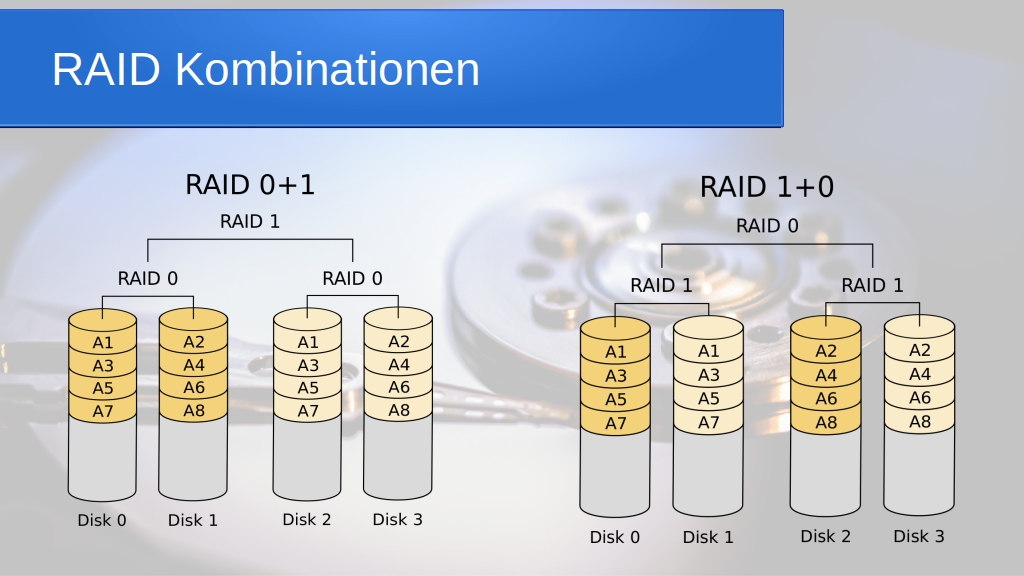 RAID Kombinationen
RAID 0+1
RAID 1
RAID 0 RAID 0
A1 A2 A1 A2
A3 A4 A3 A4
A5 A6 A5 A6
A7 A8 A7 A8
Disk 0 Disk 1 Disk 2 Disk 3
RAID 1+0
RAID 0
RAID 1 RAID 1
A1 A1 A2 A2
A3 A3 A4 A4
A5 A5 A6 A6
A7 A7 A8 A8
Disk 0 Disk 1 Disk 2 Disk 3